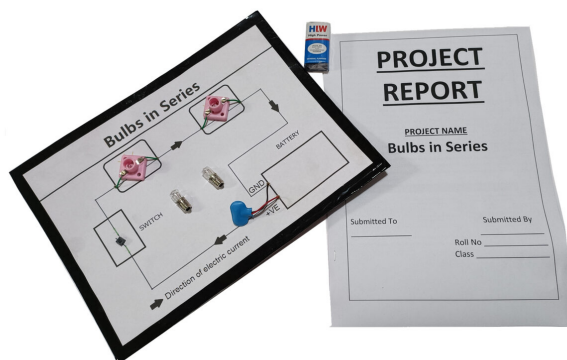 Bulbs in Series
BATTERY
GND
+VE
SWITCH
Direction of electric current
HIW
PROJECT
REPORT
PROJECT NAME
Bulbs in Series
Submitted To
Submitted By
Roll No
Class